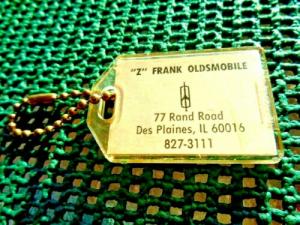 "Z" FRANK OLDSMOBILE
77 Rand Road
Des Plaines, IL 60016
827-3111